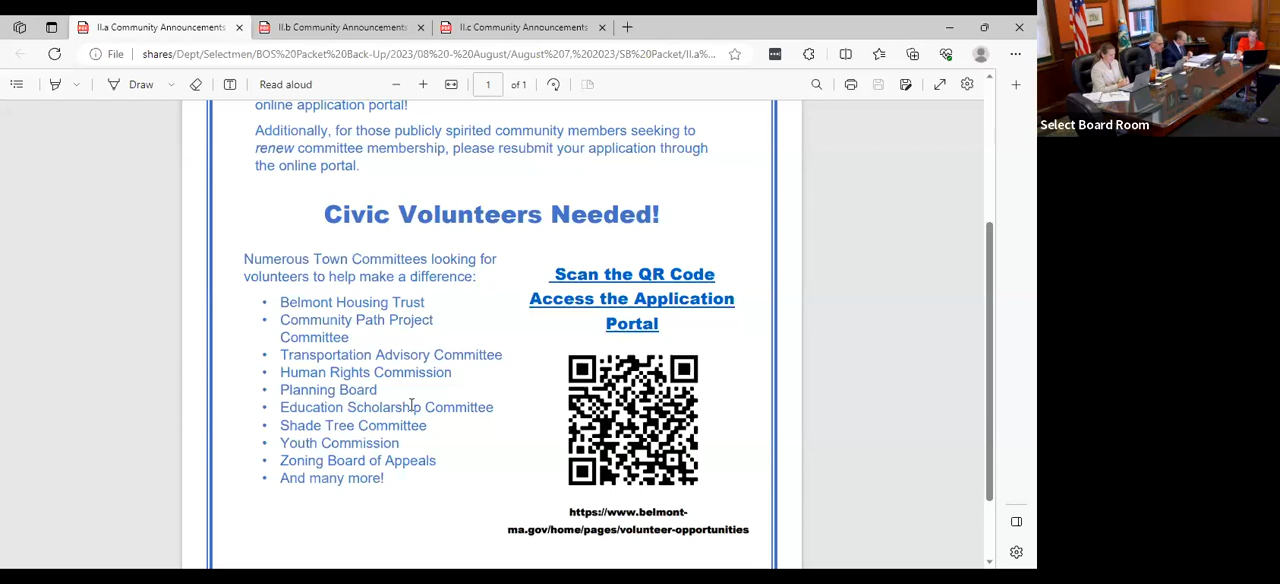 II.a Community Announcements
II.b Community Announcements
II.c Community Announcements
File
shares/Dept/Selectmen/BOS%20Packet%20Back-Up/2023/08%20-%20August/August%207,%202023/SB%20Packet/II.a%...
Draw
Read aloud
1
of 1
online application portal!
Additionally, for those publicly spirited community members seeking to
renew committee membership, please resubmit your application through
the online portal.
Civic Volunteers Needed!
Numerous Town Committees looking for
volunteers to help make a difference:
• Belmont Housing Trust
• Community Path Project
Committee
• Transportation Advisory Committee
• Human Rights Commission
• Planning Board
• Education Scholarship Committee
• Shade Tree Committee
• Youth Commission
• Zoning Board of Appeals
• And many more!
Scan the QR Code
Access the Application
Portal
https://www.belmont-
ma.gov/home/pages/volunteer-opportunities
Select Board Room